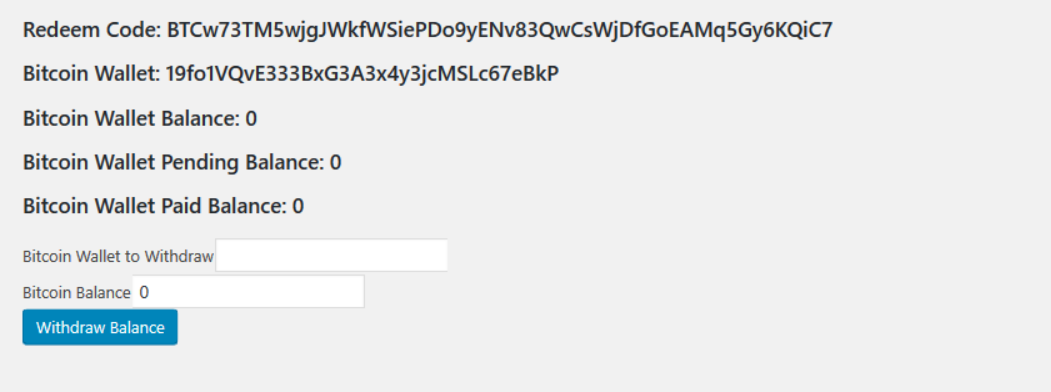 Redeem Code: BTCw73TM5wjgJWkfWSiePDo9yENv83QwCsWjDfGoEAMq5Gy6KQiC7
Bitcoin Wallet: 19fo1VQvE333BxG3A3x4y3jcMSLc67eBkP
Bitcoin Wallet Balance: 0
Bitcoin Wallet Pending Balance: 0
Bitcoin Wallet Paid Balance: 0
Bitcoin Wallet to Withdraw
Bitcoin Balance 0
Withdraw Balance